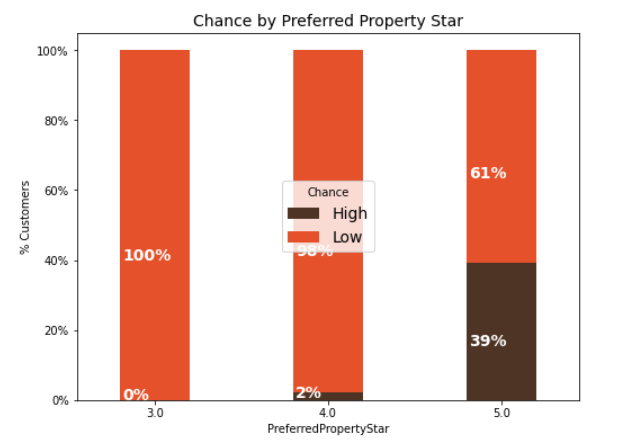 Chance by Preferred Property Star
100%
80%
60%
40%
20%
0%
% Customers
100%
0%
98%
2%
61%
39%
Chance
High
Low
3.0
4.0
5.0
PreferredPropertyStar